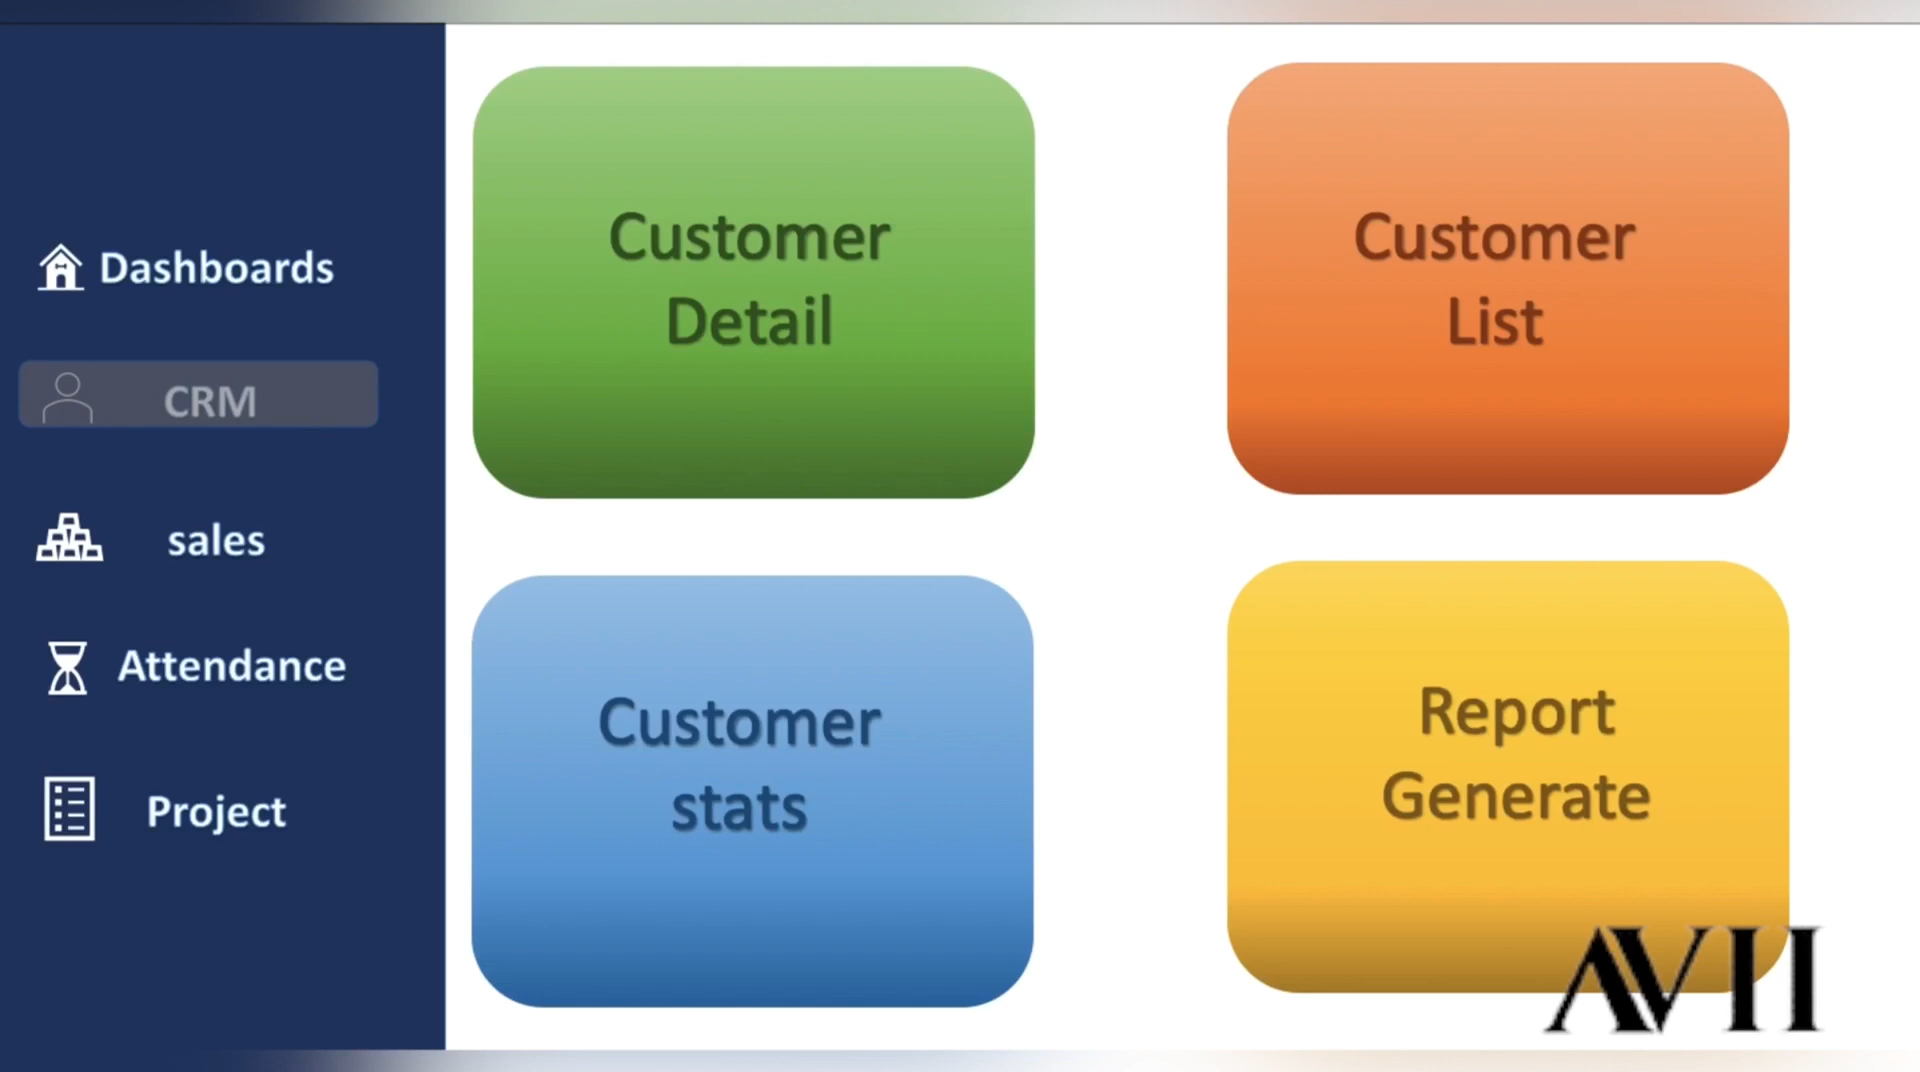 Dashboards
CRM
sales
Attendance
Project
Customer
Detail
Customer
List
Customer
stats
Report
Generate
AVII